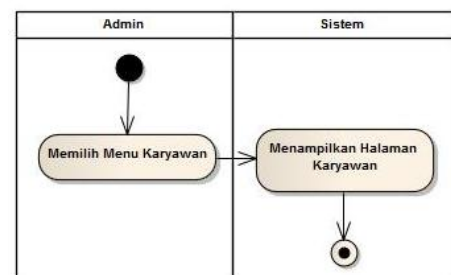 Admin
Sistem
Memilih Menu Karyawan
Menampilkan Halaman
Karyawan